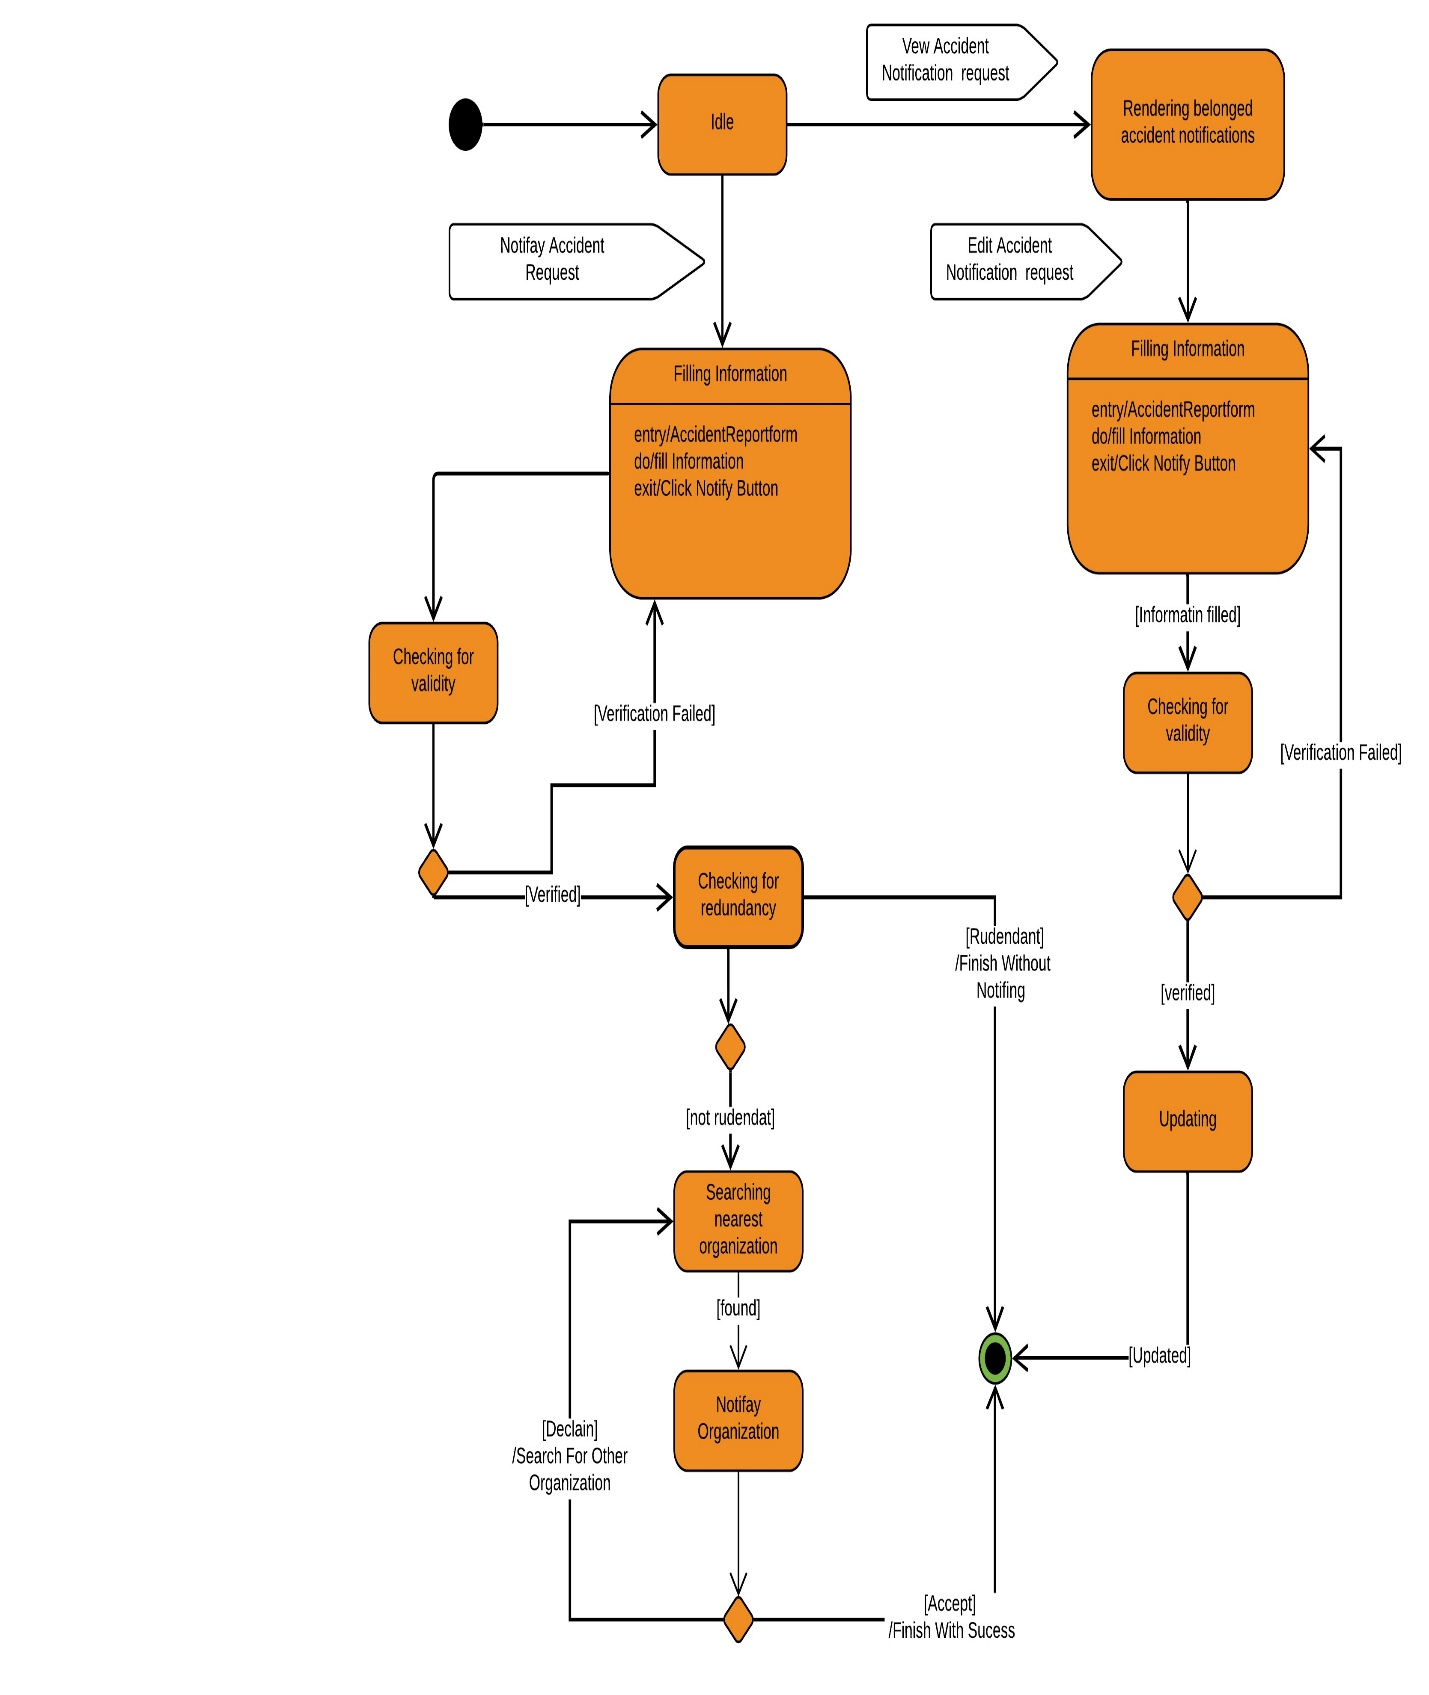 Vew Accident
Notification request
Idle
Rendering belonged
accident notifications
Notifay Accident
Request
Edit Accident
Notification request
Filling Information
entry/AccidentReportform
do/fill Information
exit/Click Notify Button
Filling Information
entry/AccidentReportform
do/fill Information
exit/Click Notify Button
[Informatin filled]
Checking for
validity
[Verification Failed]
Checking for
validity
[Verification Failed]
[Verified]
Checking for
redundancy
[Rudendant]
/Finish Without
Notifing
[verified]
[not rudendat]
Updating
Searching
nearest
organization
[found]
[Updated]
Notifay
Organization
[Declain]
/Search For Other
Organization
[Accept]
/Finish With Sucess